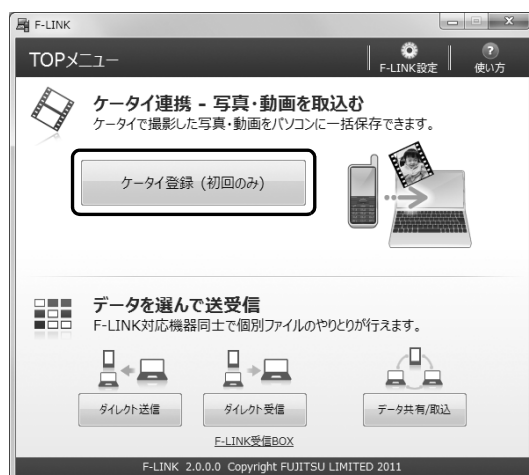 F-LINK
TOPメニュー
F-LINK設定
?
使い方
ケータイ連携 - 写真・動画を取込む
ケータイで撮影した写真・動画をパソコンに一括保存できます。
ケータイ登録 (初回のみ)
データを選んで送受信
F-LINK対応機器同士で個別ファイルのやりとりが行えます。
ダイレクト送信
ダイレクト受信
データ共有/取込
F-LINK受信BOX
F-LINK 2.0.0.0 Copyright FUJITSU LIMITED 2011